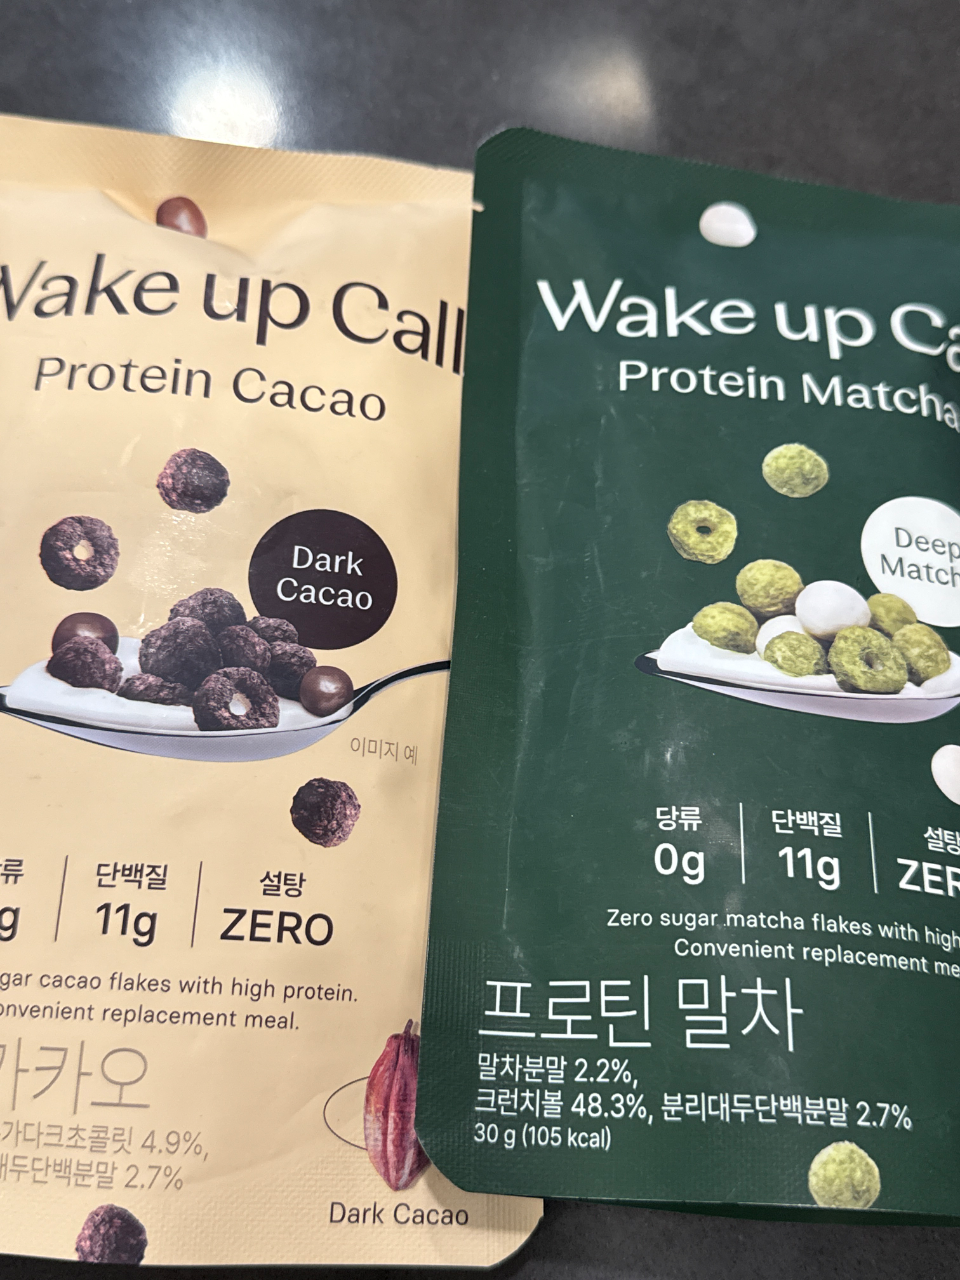 Wake up Call
Protein Cacao
Dark
Cacao
이미지 예
류
g
단백질
11g
설탕
ZERO
gar cacao flakes with high protein.
onvenient replacement meal.
카카오
가다크초콜릿 4.9%,
대두단백분말 2.7%
Dark Cacao
Wake up Ca
Protein Matcha
Deep
Match
당류
0g
단백질
11g
설탕
ZER
Zero sugar matcha flakes with high
Convenient replacement me
프로틴 말차
말차분말 2.2%,
크런치볼 48.3%, 분리대두단백분말 2.7%
30 g (105 kcal)